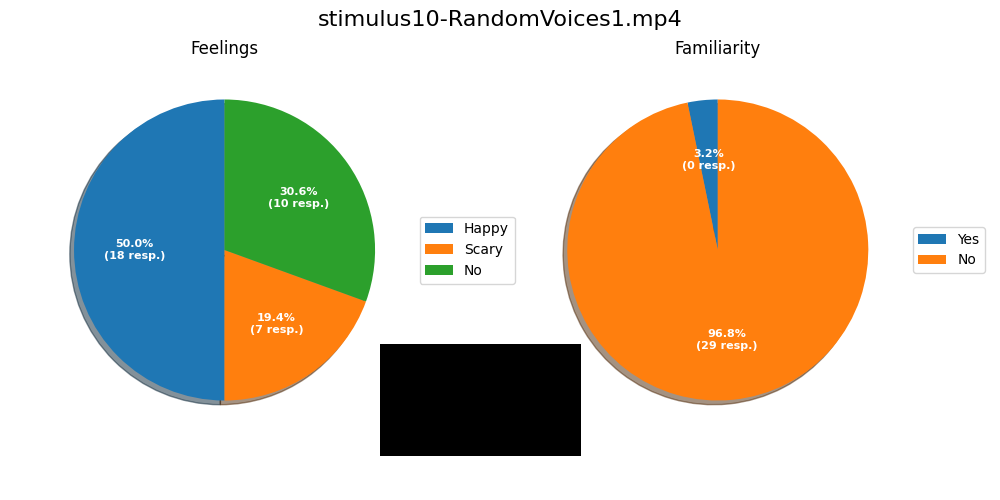 stimulus10-RandomVoices1.mp4
Feelings
30.6%
(10 resp.)
50.0%
(18 resp.)
19.4%
(7 resp.)
Happy
Scary
No
Familiarity
3.2%
(0 resp.)
96.8%
(29 resp.)
Yes
No